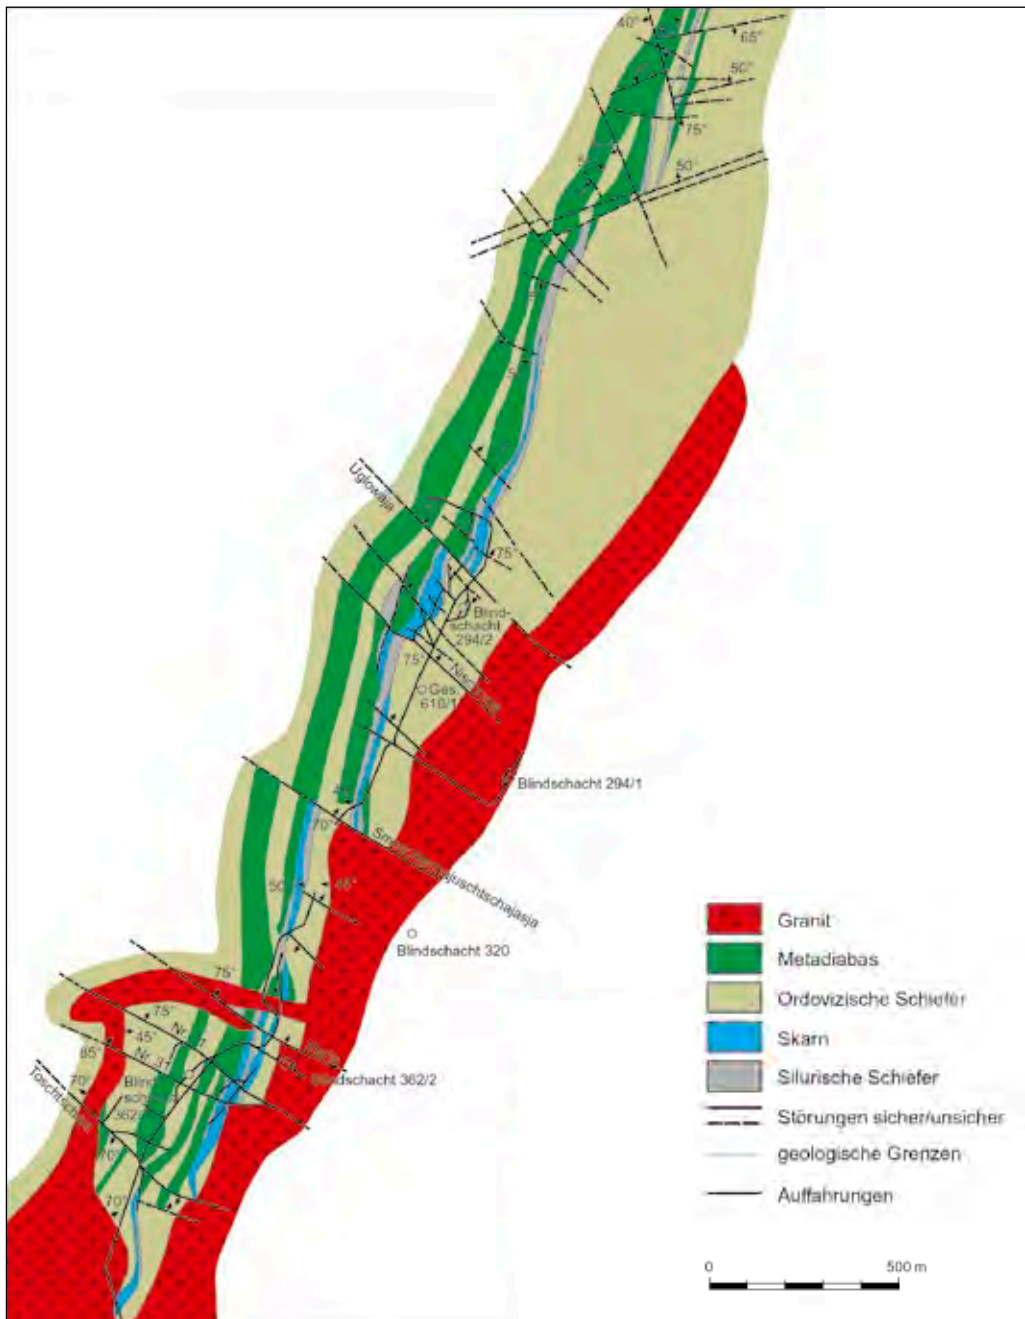 40°
65°
50°
75°
50°
Uglowaja
75°
Blind-
schacht
294/2
75°
Ges.
610/1
Blindschacht 294/1
70°
50°
45°
Blindschacht 320
75°
75°
45°
85°
Nr. 31
70°
Blindschacht 362/2
70°
70°
Granit
Metadiabas
Ordovizische Schiefer
Skarn
Silurische Schiefer
Störungen sicher/unsicher
geologische Grenzen
Auffahrungen
0 500 m